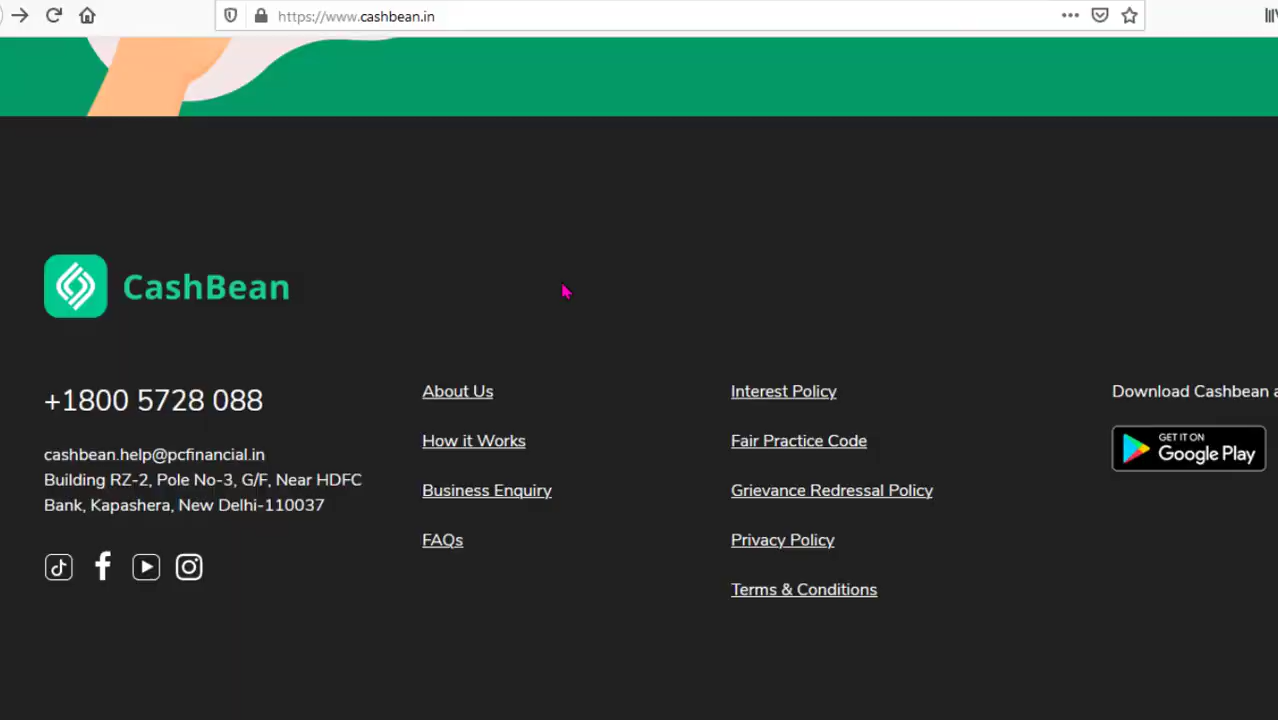 https://www.cashbean.in
CashBean
+1800 5728 088
cashbean.help@pcfinancial.in
Building RZ-2, Pole No-3, G/F, Near HDFC
Bank, Kapashera, New Delhi-110037
About Us
How it Works
Business Enquiry
FAQs
Interest Policy
Fair Practice Code
Grievance Redressal Policy
Privacy Policy
Terms & Conditions
Download Cashbean a
GET IT ON
Google Play